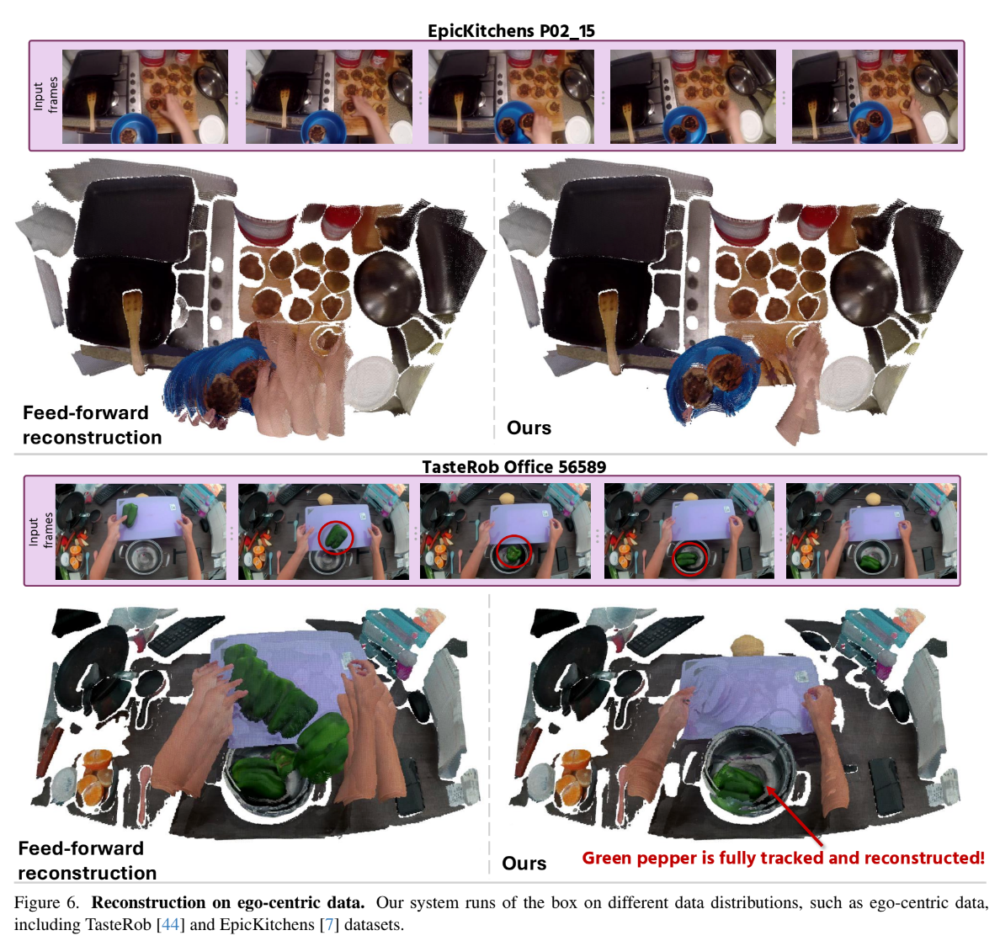 EpicKitchens P02_15
Input
frames
Feed-forward
reconstruction
Ours
TasteRob Office 56589
Input
frames
Feed-forward
reconstruction
Ours
Green pepper is fully tracked and reconstructed!
Figure 6. Reconstruction on ego-centric data. Our system runs of the box on different data distributions, such as ego-centric data,
including TasteRob [44] and EpicKitchens [7] datasets.